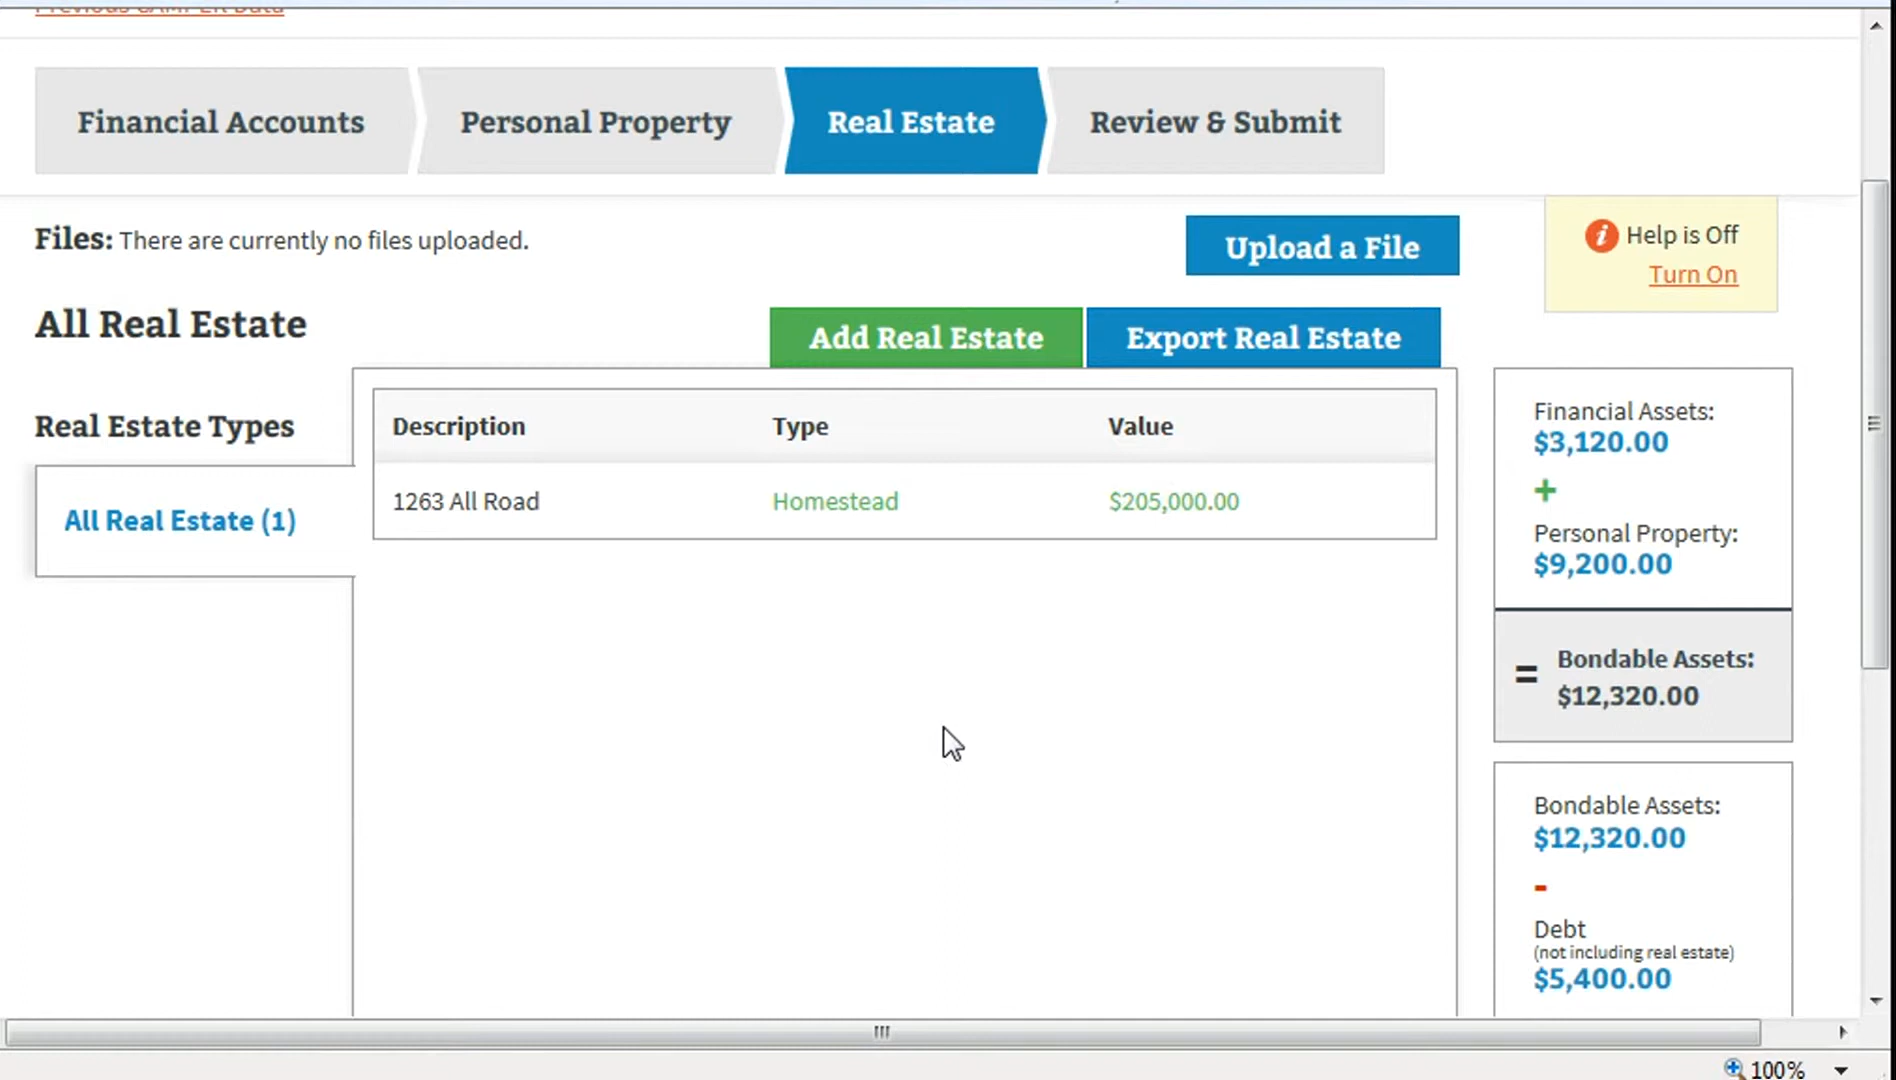 Financial Accounts
Personal Property
Real Estate
Review & Submit
Files: There are currently no files uploaded.
Upload a File
Help is Off
Turn On
All Real Estate
Add Real Estate
Export Real Estate
Real Estate Types
All Real Estate (1)
Description Type Value
1263 All Road Homestead $205,000.00
Financial Assets:
$3,120.00
+
Personal Property:
$9,200.00
= Bondable Assets:
$12,320.00
Bondable Assets:
$12,320.00
-
Debt
(not including real estate)
$5,400.00
100%